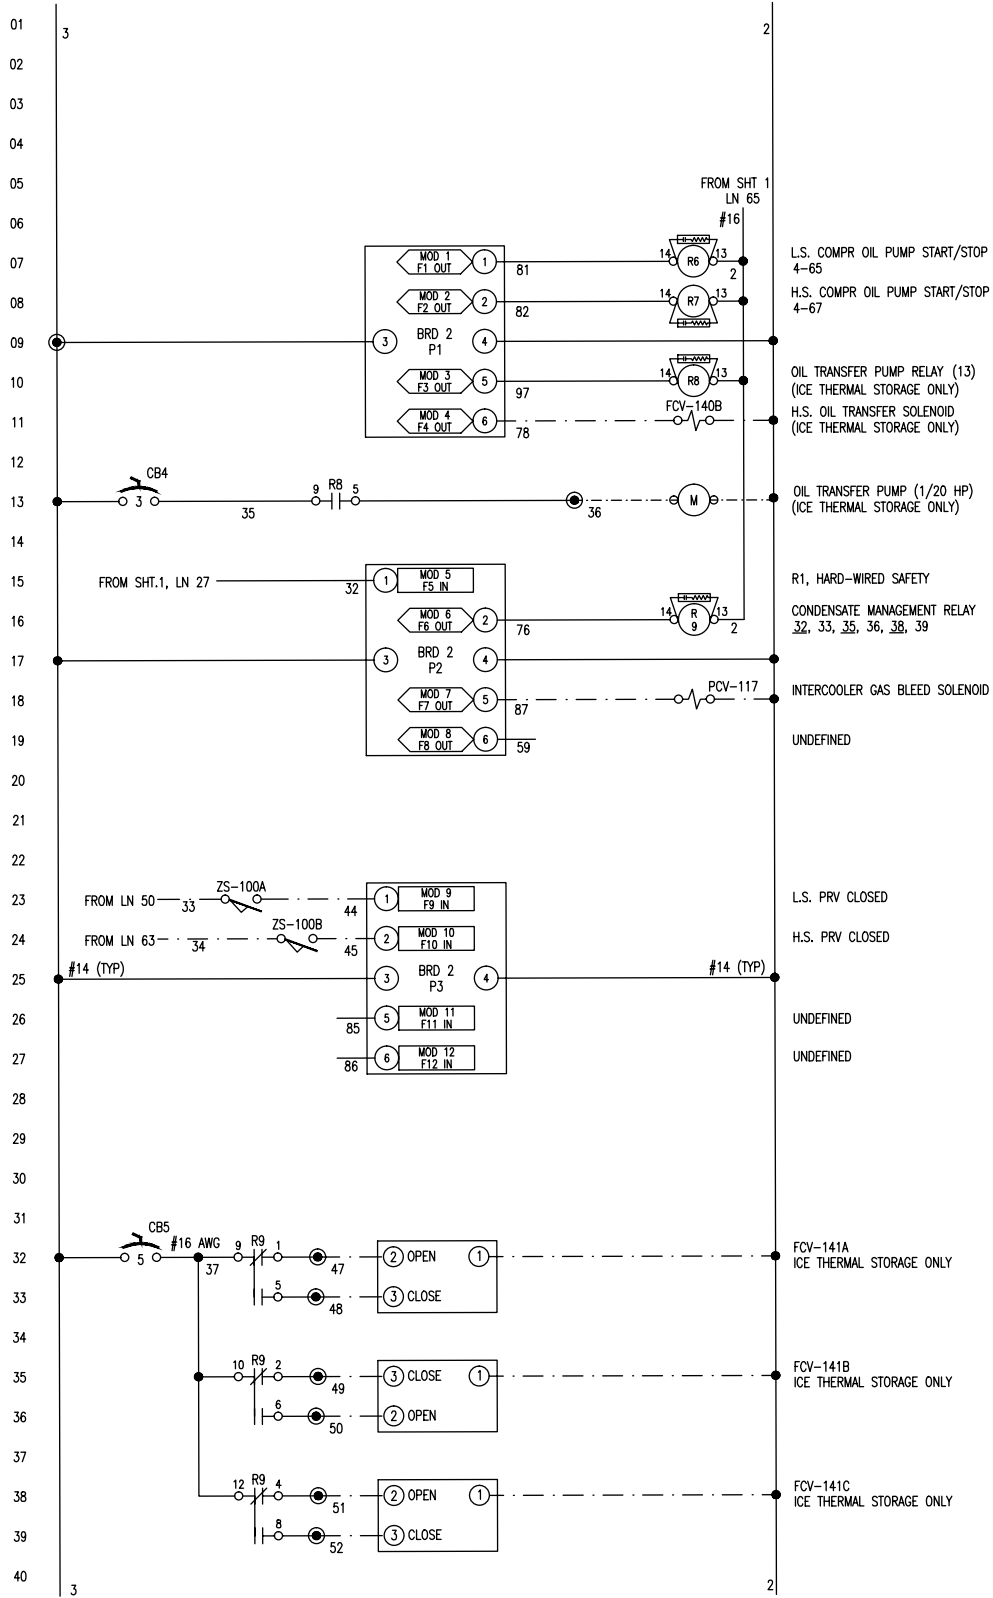 01
3
2
02
03
04
05
FROM SHT 1
LN 65
06
#16
07
MOD 1
F1 OUT
1
81
14
R6
13
2
L.S. COMPR OIL PUMP START/STOP
4-65
08
MOD 2
F2 OUT
2
82
14
R7
13
H.S. COMPR OIL PUMP START/STOP
4-67
09
3
BRD 2
P1
4
10
MOD 3
F3 OUT
5
97
14
R8
13
OIL TRANSFER PUMP RELAY (13)
(ICE THERMAL STORAGE ONLY)
11
MOD 4
F4 OUT
6
78
FCV-140B
H.S. OIL TRANSFER SOLENOID
(ICE THERMAL STORAGE ONLY)
12
CB4
13
3
35
9
R8
5
36
M
OIL TRANSFER PUMP (1/20 HP)
(ICE THERMAL STORAGE ONLY)
14
15
FROM SHT.1, LN 27
32
1
MOD 5
F5 IN
R1, HARD-WIRED SAFETY
16
MOD 6
F6 OUT
2
76
14
R
9
13
2
CONDENSATE MANAGEMENT RELAY
32, 33, 35, 36, 38, 39
17
3
BRD 2
P2
4
18
MOD 7
F7 OUT
5
87
PCV-117
INTERCOOLER GAS BLEED SOLENOID
19
MOD 8
F8 OUT
6
59
UNDEFINED
20
21
22
23
FROM LN 50
33
ZS-100A
44
1
MOD 9
F9 IN
L.S. PRV CLOSED
24
FROM LN 63
34
ZS-100B
45
2
MOD 10
F10 IN
H.S. PRV CLOSED
25
#14 (TYP)
3
BRD 2
P3
4
#14 (TYP)
26
85
5
MOD 11
F11 IN
UNDEFINED
27
86
6
MOD 12
F12 IN
UNDEFINED
28
29
30
31
CB5
32
5
#16 AWG
37
9
R9
1
47
2
OPEN
1
FCV-141A
ICE THERMAL STORAGE ONLY
33
5
48
3
CLOSE
34
35
10
R9
2
49
3
CLOSE
1
FCV-141B
ICE THERMAL STORAGE ONLY
36
6
50
2
OPEN
37
38
12
R9
4
51
2
OPEN
1
FCV-141C
ICE THERMAL STORAGE ONLY
39
8
52
3
CLOSE
40
3
2